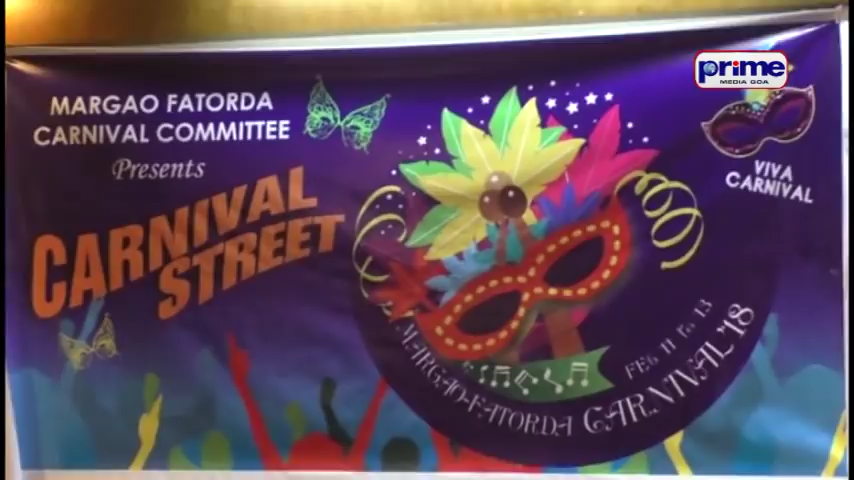 MARGAO FATORDA
CARNIVAL COMMITTEE
Presents
CARNIVAL
STREET
prime
MEDIA GOA
VIVA
CARNIVAL
FEB 11 to 13
MARGAO-FATORDA CARNIVAL '18